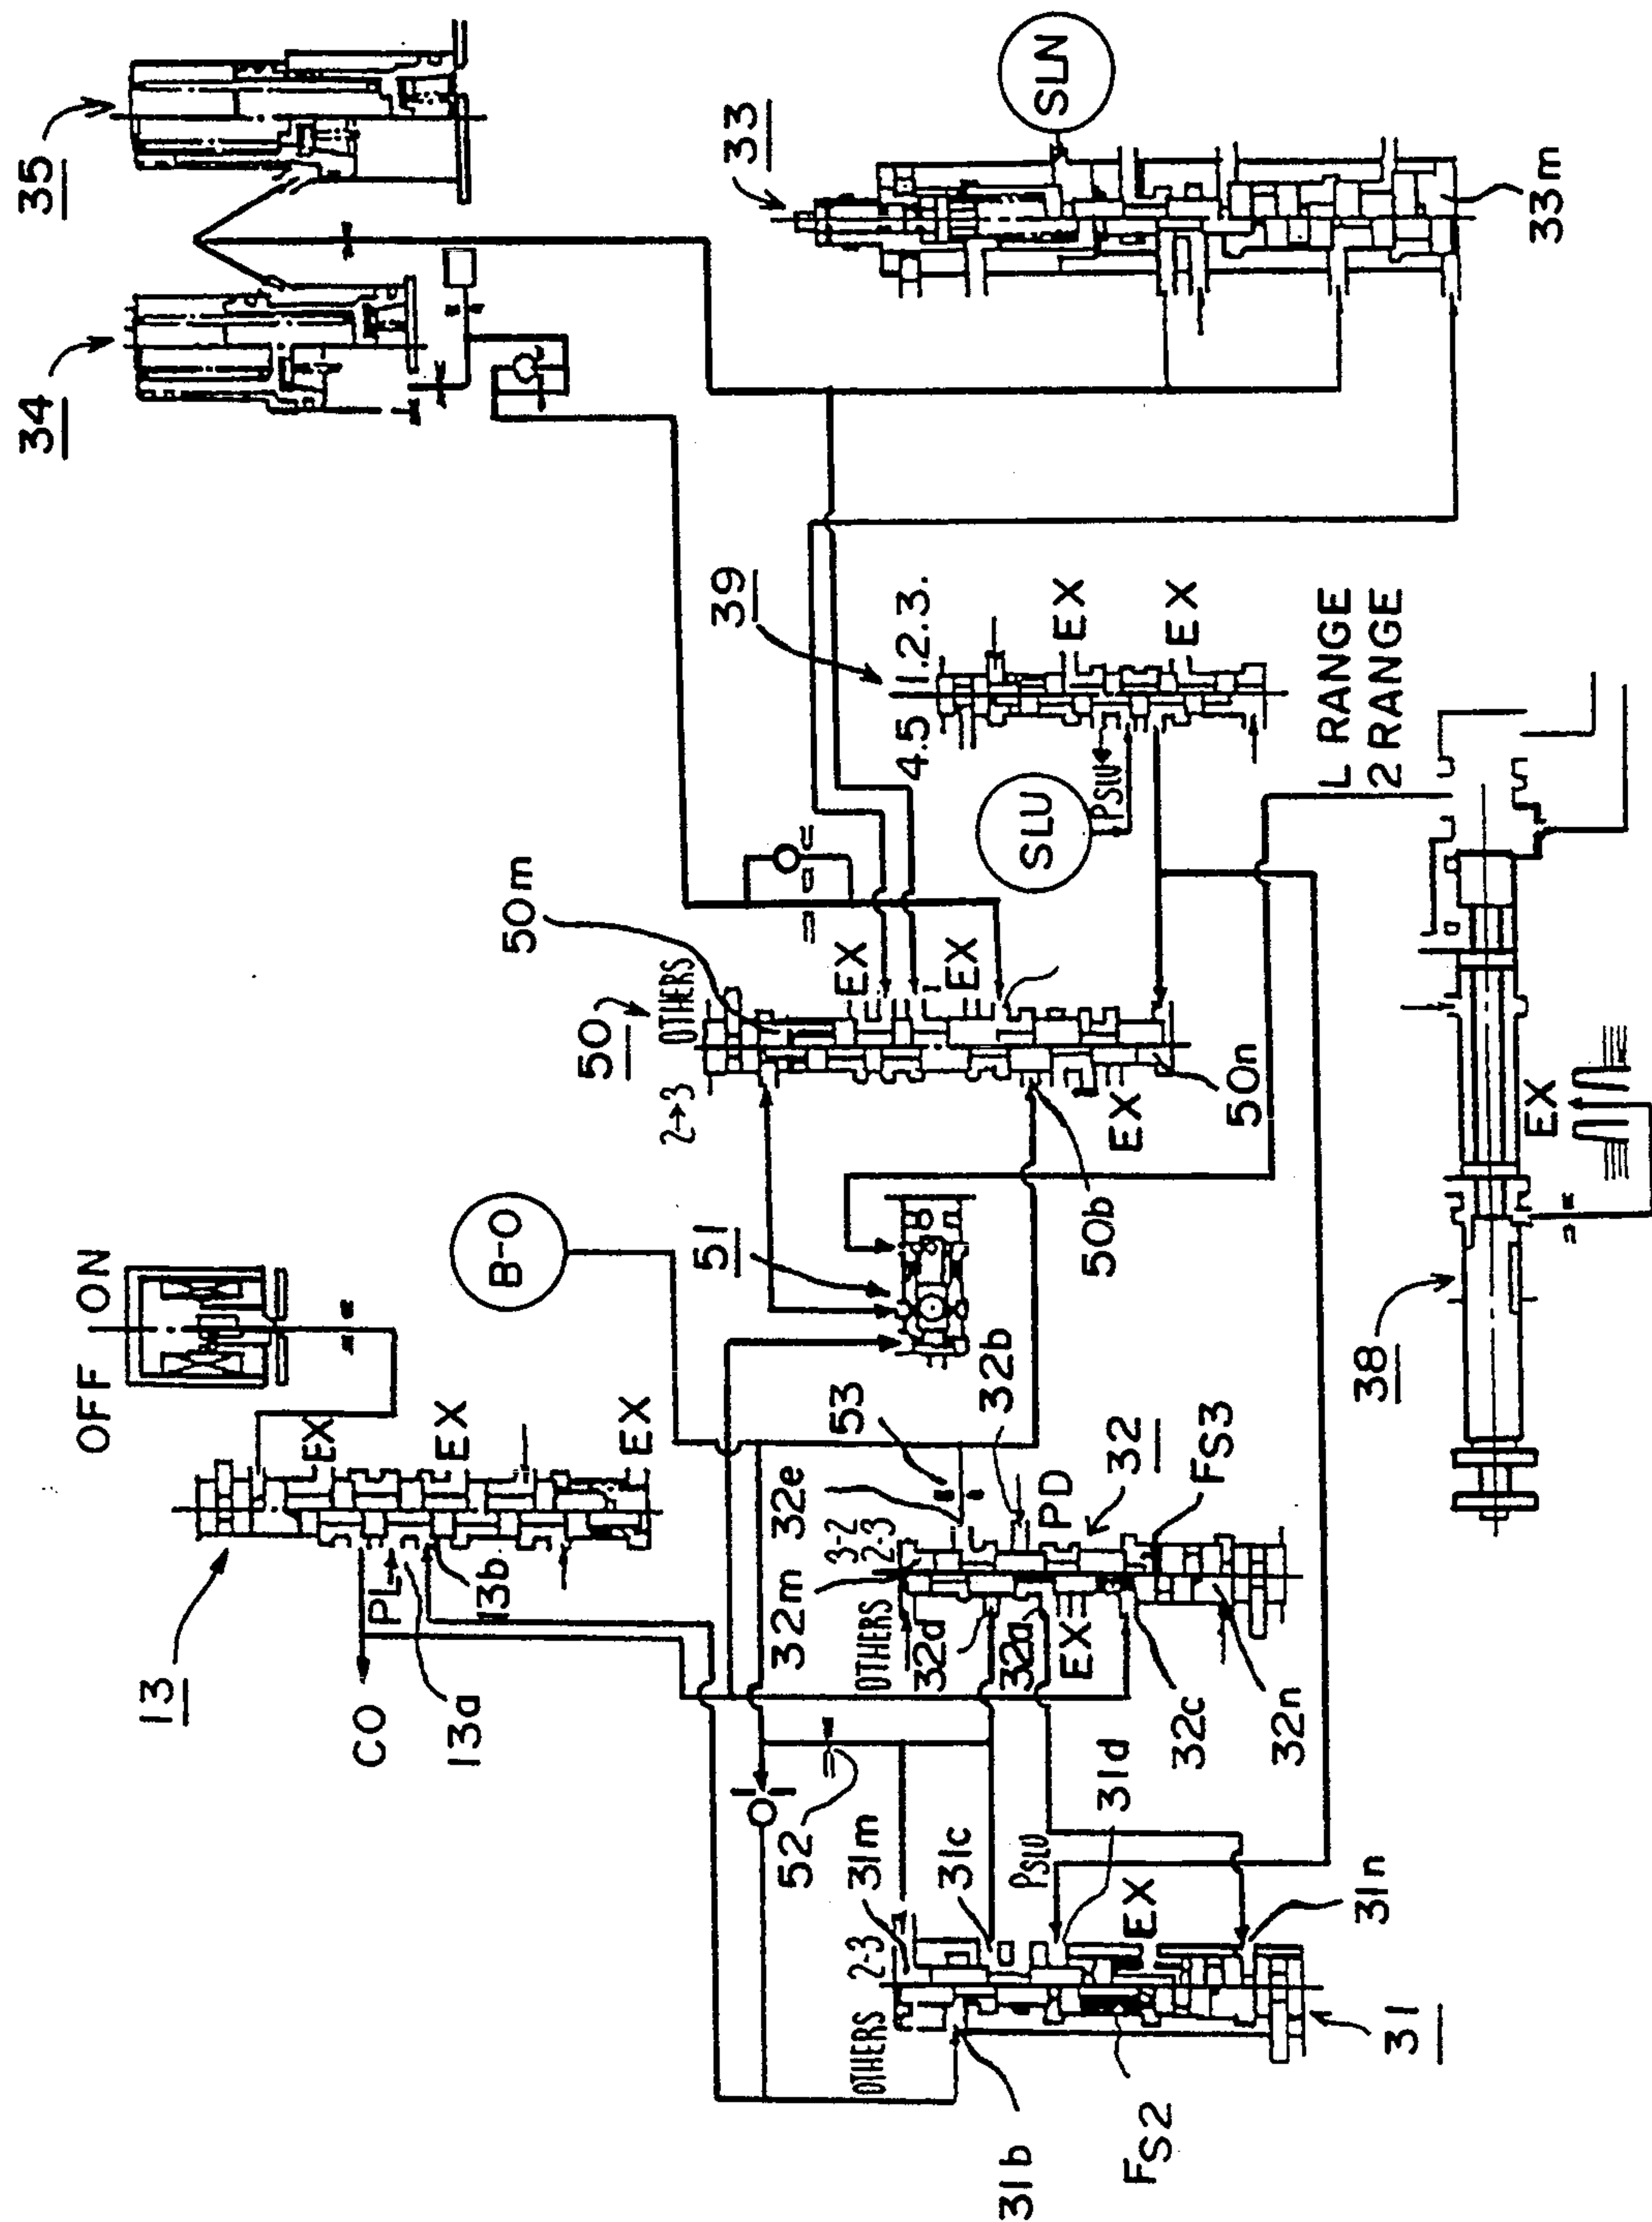 OFF ON
13
EX
EX
EX
PL
13b
CO
13a
B-O
34
35
50
2→3
OTHERS
50m
EX
EX
EX
50b
50n
51
33
SLN
33m
39
4.5
1.2.3.
EX
EX
SLU
PSLU
L RANGE
2 RANGE
38
EX
52
53
32e
32m
3-2
2-3
OTHERS
32b
32d
32a
PD
32
EX
32c
32n
FS3
31m
31c
PSLU
31d
OTHERS
2-3
EX
31n
31
31b
FS2